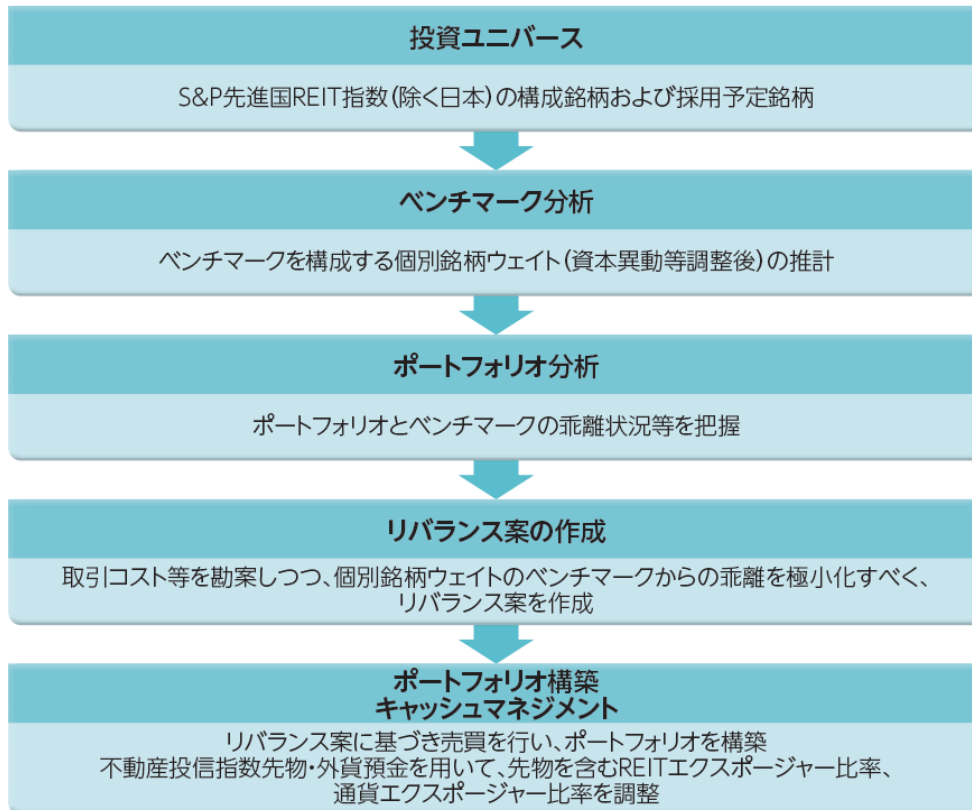 投資ユニバース
S&P先進国REIT指数(除く日本)の構成銘柄および採用予定銘柄
ベンチマーク分析
ベンチマークを構成する個別銘柄ウェイト(資本異動等調整後)の推計
ポートフォリオ分析
ポートフォリオとベンチマークの乖離状況等を把握
リバランス案の作成
取引コスト等を勘案しつつ、個別銘柄ウェイトのベンチマークからの乖離を極小化すべく、
リバランス案を作成
ポートフォリオ構築
キャッシュマネジメント
リバランス案に基づき売買を行い、ポートフォリオを構築
不動産投信指数先物・外貨預金を用いて、先物を含むREITエクスポージャー比率、
通貨エクスポージャー比率を調整